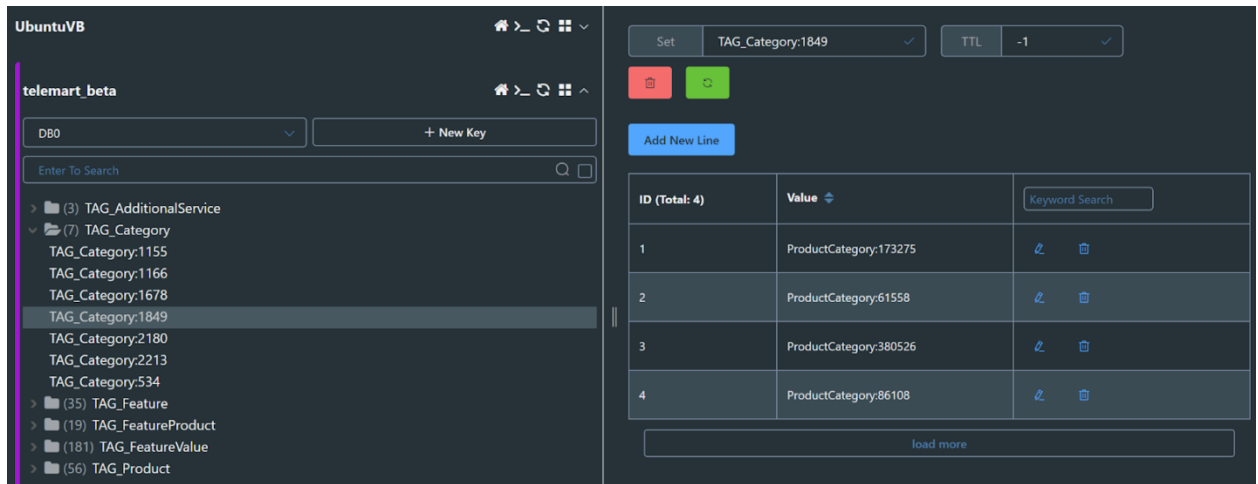 UbuntuVB
telemart_beta
DB0
+ New Key
Enter To Search
(3) TAG_AdditionalService
(7) TAG_Category
TAG_Category:1155
TAG_Category:1166
TAG_Category:1678
TAG_Category:1849
TAG_Category:2180
TAG_Category:2213
TAG_Category:534
(35) TAG_Feature
(19) TAG_FeatureProduct
(181) TAG_FeatureValue
(56) TAG_Product
Set TAG_Category:1849 TTL -1
Add New Line
ID (Total: 4) Value Keyword Search
1 ProductCategory:173275
2 ProductCategory:61558
3 ProductCategory:380526
4 ProductCategory:86108
load more